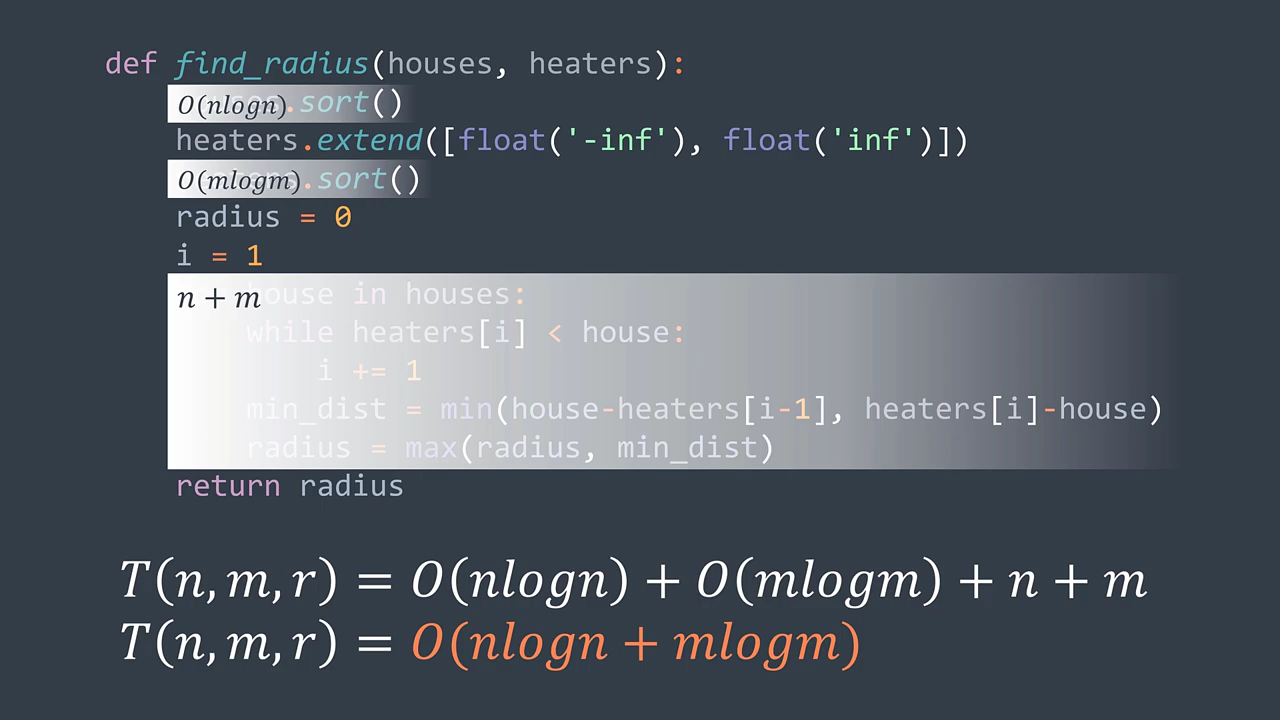 def find_radius(houses, heaters):
O(nlogn).sort()
heaters.extend([float('-inf'), float('inf')])
O(mlogm).sort()
radius = 0
i = 1
n + m house in houses:
while heaters[i] < house:
i += 1
min_dist = min(house-heaters[i-1], heaters[i]-house)
radius = max(radius, min_dist)
return radius
T(n, m, r) = O(nlogn) + O(mlogm) + n + m
T(n, m, r) = O(nlogn + mlogm)